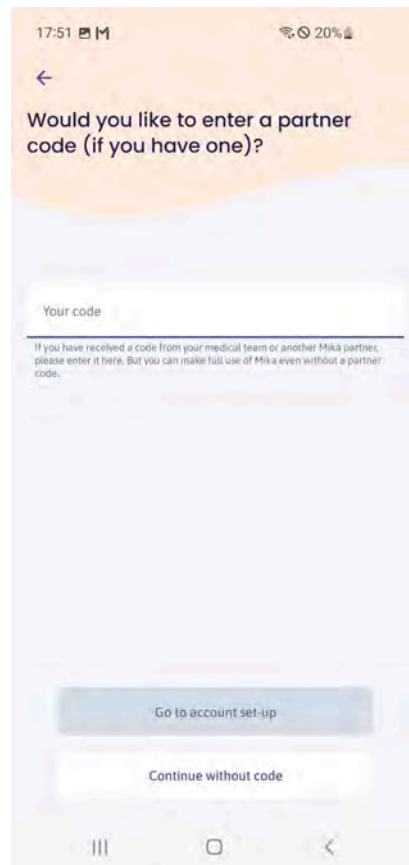 17:51 M 20%
Would you like to enter a partner
code (if you have one)?
Your code
If you have received a code from your medical team or another Mika partner,
please enter it here. But you can make full use of Mika even without a partner
code.
Go to account set-up
Continue without code